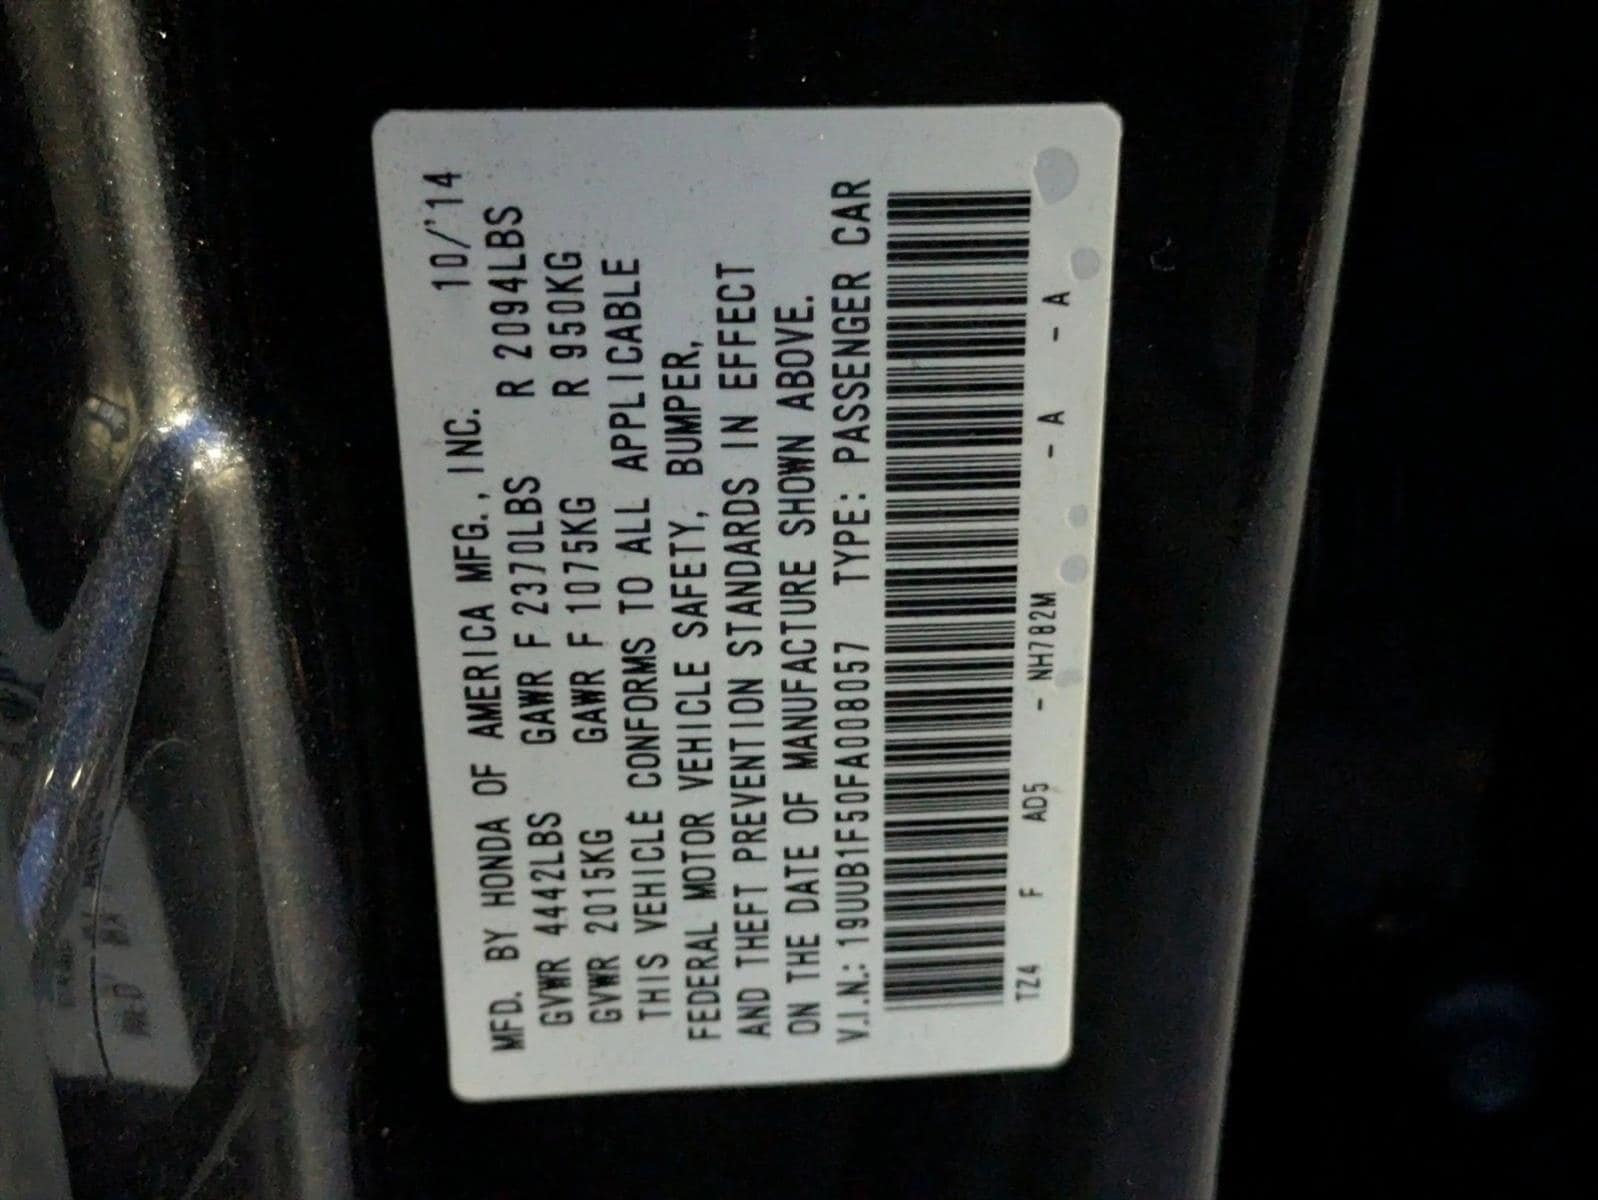 MFD. BY HONDA OF AMERICA MFG., INC. 10/'14
GVWR 4442LBS GAWR F 2370LBS R 2094LBS
GVWR 2015KG GAWR F 1075KG R 950KG
THIS VEHICLE CONFORMS TO ALL APPLICABLE
FEDERAL MOTOR VEHICLE SAFETY, BUMPER,
AND THEFT PREVENTION STANDARDS IN EFFECT
ON THE DATE OF MANUFACTURE SHOWN ABOVE.
V.I.N.: 19UUB1F50FA008057 TYPE: PASSENGER CAR
TZ4 F AD5 - NH782M - A - A